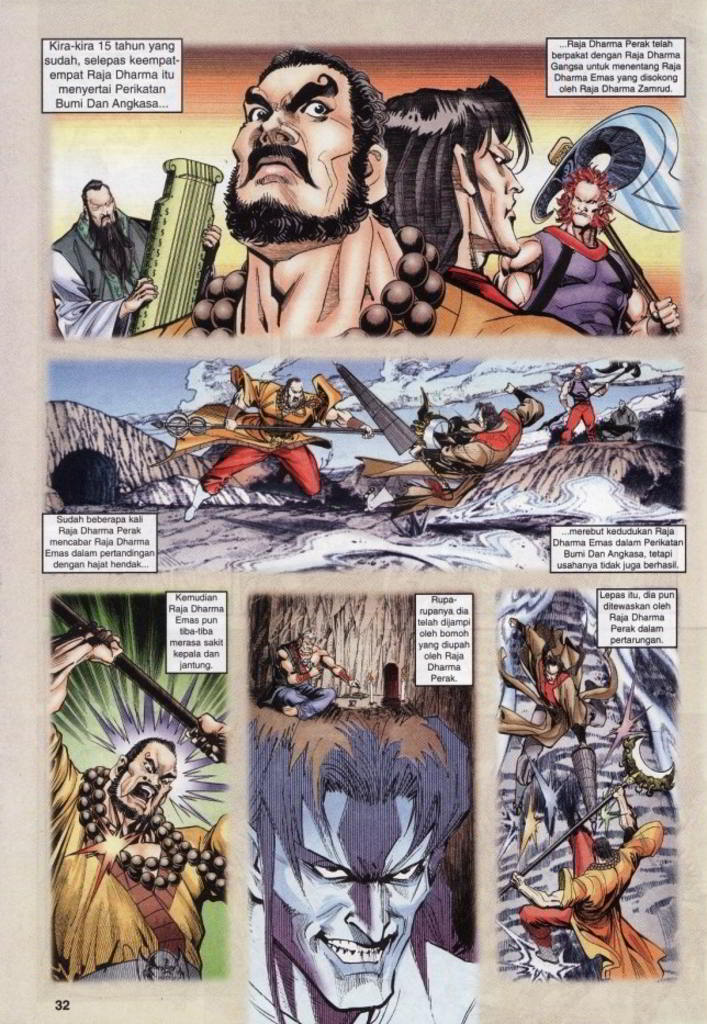 Kira-kira 15 tahun yang
sudah, selepas keempat-
empat Raja Dharma itu
menyertai Perikatan
Bumi Dan Angkasa...
...Raja Dharma Perak telah
berpakat dengan Raja Dharma
Gangsa untuk menentang Raja
Dharma Emas yang disokong
oleh Raja Dharma Zamrud.
Sudah beberapa kali
Raja Dharma Perak
mencabar Raja Dharma
Emas dalam pertandingan
dengan hajat hendak...
...merebut kedudukan Raja
Dharma Emas dalam Perikatan
Bumi Dan Angkasa, tetapi
usahanya tidak juga berhasil.
Kemudian
Raja Dharma
Emas pun
tiba-tiba
merasa sakit
kepala dan
jantung.
Rupa-
rupanya dia
telah dijampi
oleh bomoh
yang diupah
oleh Raja
Dharma
Perak.
Lepas itu, dia pun
ditewaskan oleh
Raja Dharma
Perak dalam
pertarungan.
32